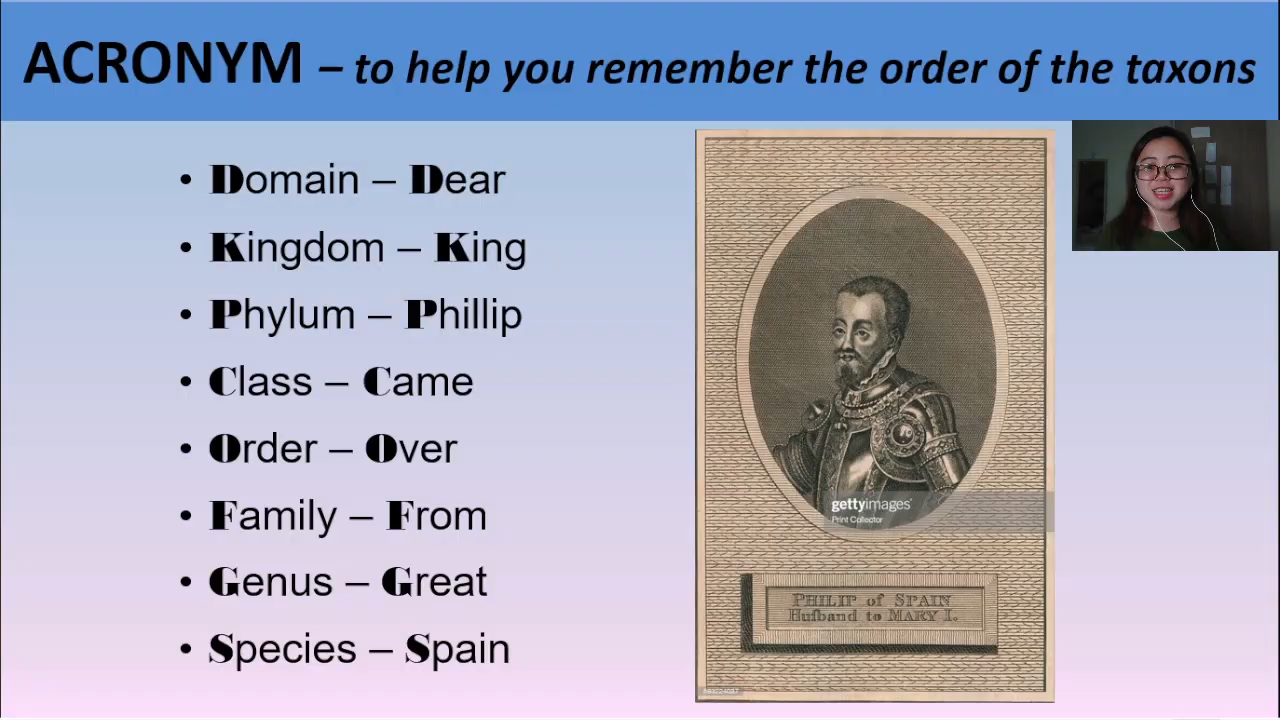 ACRONYM – to help you remember the order of the taxons
• Domain – Dear
• Kingdom – King
• Phylum – Phillip
• Class – Came
• Order – Over
• Family – From
• Genus – Great
• Species – Spain
gettyimages®
Print Collector
PHILIP of SPAIN
Husband to MARY I.